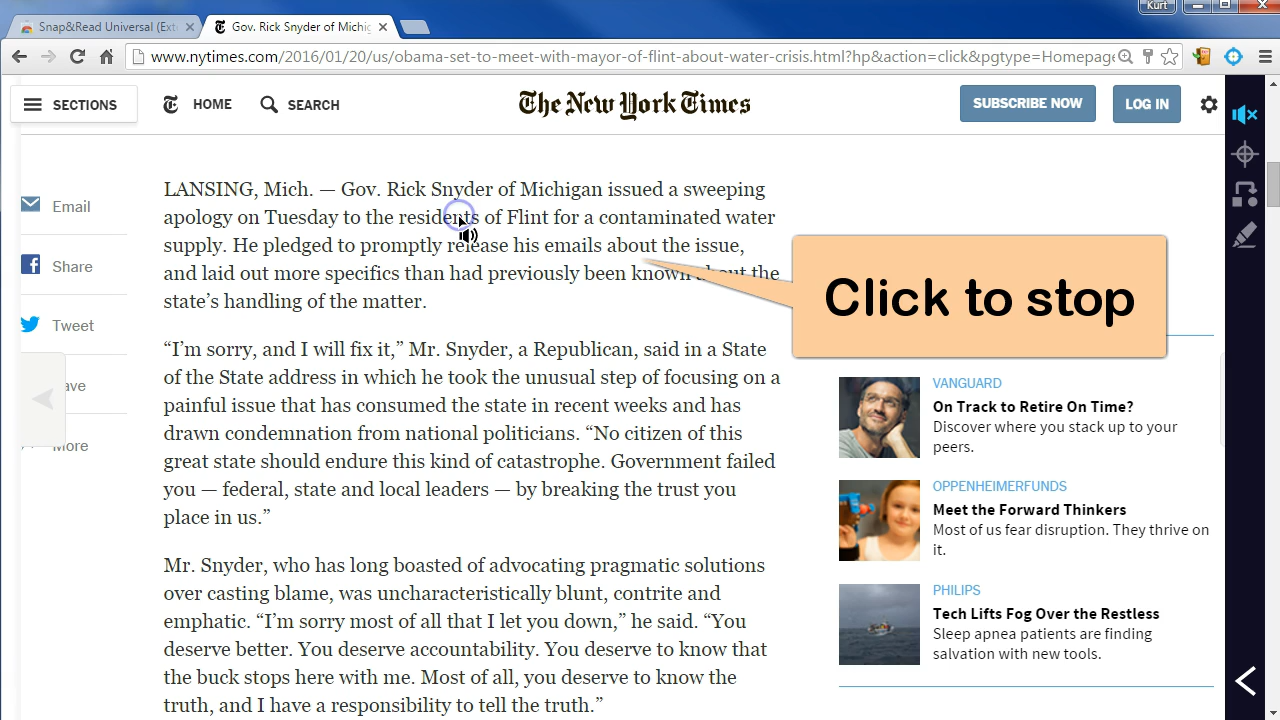 Kurt
Snap&Read Universal (Ext
Gov. Rick Snyder of Michig
www.nytimes.com/2016/01/20/us/obama-set-to-meet-with-mayor-of-flint-about-water-crisis.html?hp&action=click&pgtype=Homepage
SECTIONS HOME SEARCH The New York Times SUBSCRIBE NOW LOG IN
Email
Share
Tweet
ave
More
LANSING, Mich. — Gov. Rick Snyder of Michigan issued a sweeping
apology on Tuesday to the residents of Flint for a contaminated water
supply. He pledged to promptly release his emails about the issue,
and laid out more specifics than had previously been known about the
state’s handling of the matter.
“I’m sorry, and I will fix it,” Mr. Snyder, a Republican, said in a State
of the State address in which he took the unusual step of focusing on a
painful issue that has consumed the state in recent weeks and has
drawn condemnation from national politicians. “No citizen of this
great state should endure this kind of catastrophe. Government failed
you — federal, state and local leaders — by breaking the trust you
place in us.”
Mr. Snyder, who has long boasted of advocating pragmatic solutions
over casting blame, was uncharacteristically blunt, contrite and
emphatic. “I’m sorry most of all that I let you down,” he said. “You
deserve better. You deserve accountability. You deserve to know that
the buck stops here with me. Most of all, you deserve to know the
truth, and I have a responsibility to tell the truth.”
Click to stop
VANGUARD
On Track to Retire On Time?
Discover where you stack up to your
peers.
OPPENHEIMERFUNDS
Meet the Forward Thinkers
Most of us fear disruption. They thrive on
it.
PHILIPS
Tech Lifts Fog Over the Restless
Sleep apnea patients are finding
salvation with new tools.